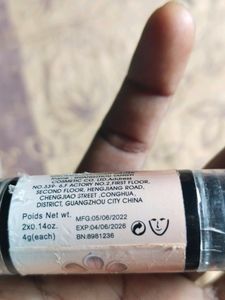 COSMETIC CO. LTD.Address
NO.539- 6,F ACTORY NO.2,FIRST FLOOR,
SECOND FLOOR, HENGJIANG ROAD,
CHENGJIAO STREET ,CONGHUA
DISTRICT, GUANGZHOU CITY CHINA
Poids Net wt.
2X0.14oz.
4g(each)
MFG.05/06/2022
EXP.04/06/2026
BN:8981236